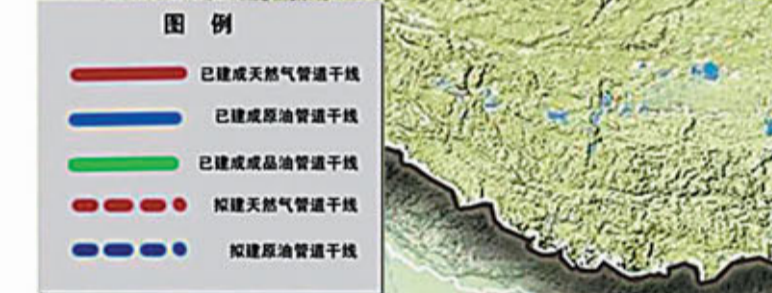 图 例
已建成天然气管道干线
已建成原油管道干线
已建成成品油管道干线
拟建天然气管道干线
拟建原油管道干线